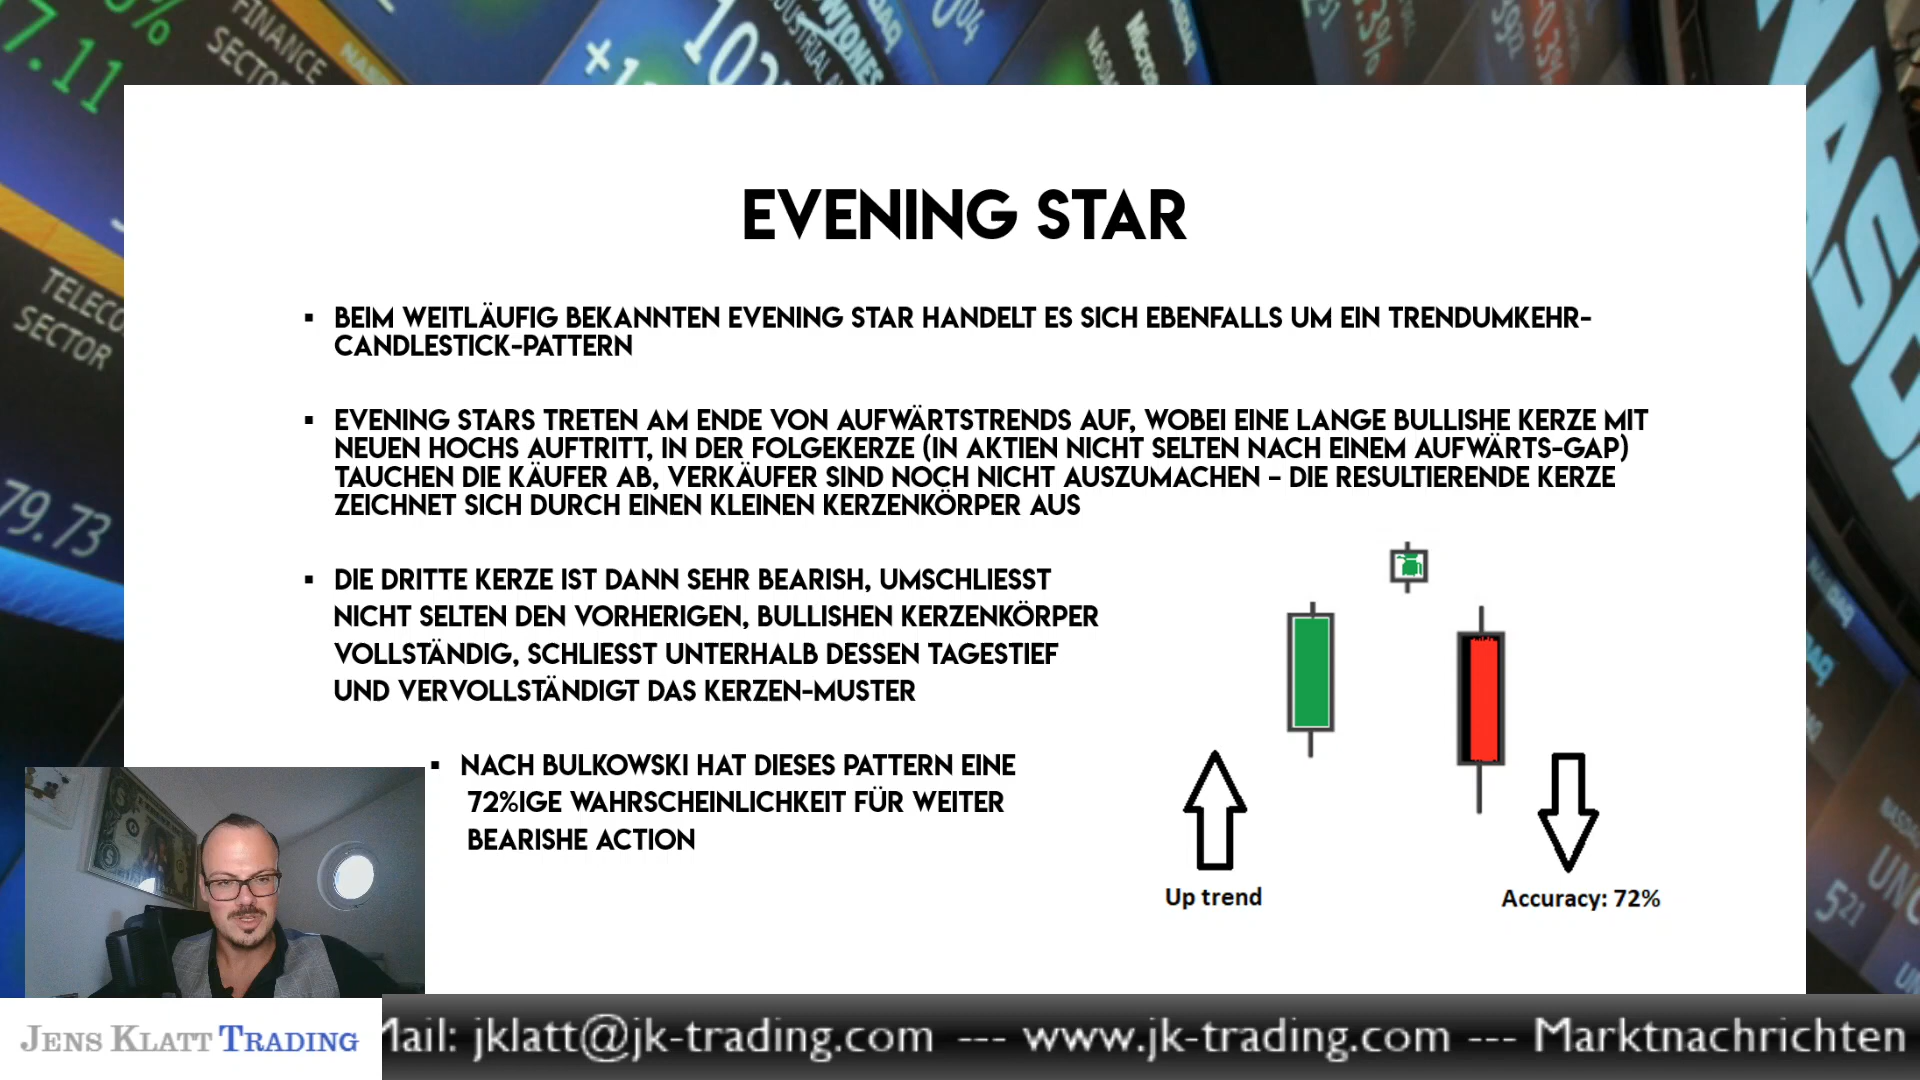 7.11
%
FINANCE
SECTOR
NASDAQ
NASDAQ
TELECO
SECTOR
79.73
EVENING STAR
▪ BEIM WEITLÄUFIG BEKANNTEN EVENING STAR HANDELT ES SICH EBENFALLS UM EIN TRENDUMKEHR-
CANDLESTICK-PATTERN
▪ EVENING STARS TRETEN AM ENDE VON AUFWÄRTSTRENDS AUF, WOBEI EINE LANGE BULLISHE KERZE MIT
NEUEN HOCHS AUFTRITT, IN DER FOLGEKERZE (IN AKTIEN NICHT SELTEN NACH EINEM AUFWÄRTS-GAP)
TAUCHEN DIE KÄUFER AB, VERKÄUFER SIND NOCH NICHT AUSZUMACHEN – DIE RESULTIERENDE KERZE
ZEICHNET SICH DURCH EINEN KLEINEN KERZENKÖRPER AUS
▪ DIE DRITTE KERZE IST DANN SEHR BEARISH, UMSCHLIESST
NICHT SELTEN DEN VORHERIGEN, BULLISHEN KERZENKÖRPER
VOLLSTÄNDIG, SCHLIESST UNTERHALB DESSEN TAGESTIEF
UND VERVOLLSTÄNDIGT DAS KERZEN-MUSTER
▪ NACH BULKOWSKI HAT DIESES PATTERN EINE
72%IGE WAHRSCHEINLICHKEIT FÜR WEITER
BEARISHE ACTION
Up trend
Accuracy: 72%
521
JENS KLATT TRADING
Mail: jklatt@jk-trading.com --- www.jk-trading.com --- Marktnachrichten